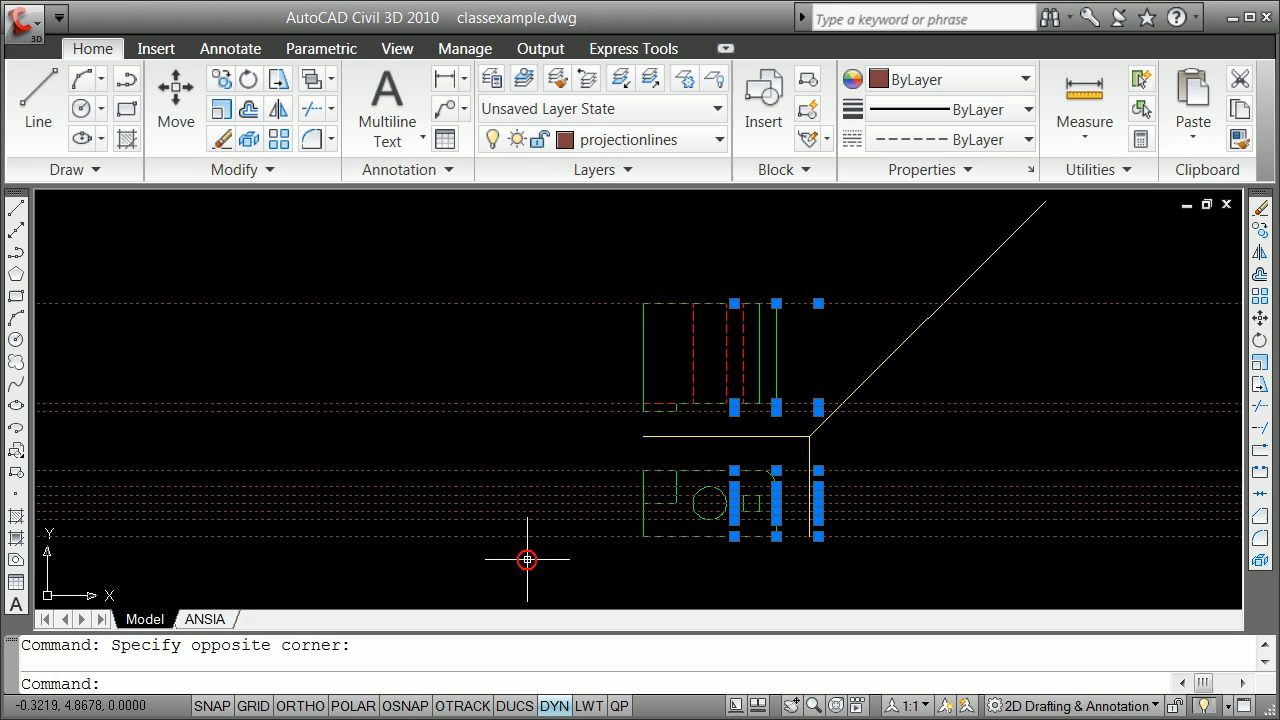 AutoCAD Civil 3D 2010 classexample.dwg
Type a keyword or phrase
3D
Home Insert Annotate Parametric View Manage Output Express Tools
Line
Move
A
Multiline Text
Unsaved Layer State
projectionlines
Insert
ByLayer
ByLayer
ByLayer
Measure
Paste
Draw Modify Annotation Layers Block Properties Utilities Clipboard
Y
X
A
Model ANSIA
Command: Specify opposite corner:
Command:
-0.3219, 4.8678, 0.0000 SNAP GRID ORTHO POLAR OSNAP OTRACK DUCS DYN LWT QP 1:1 2D Drafting & Annotation